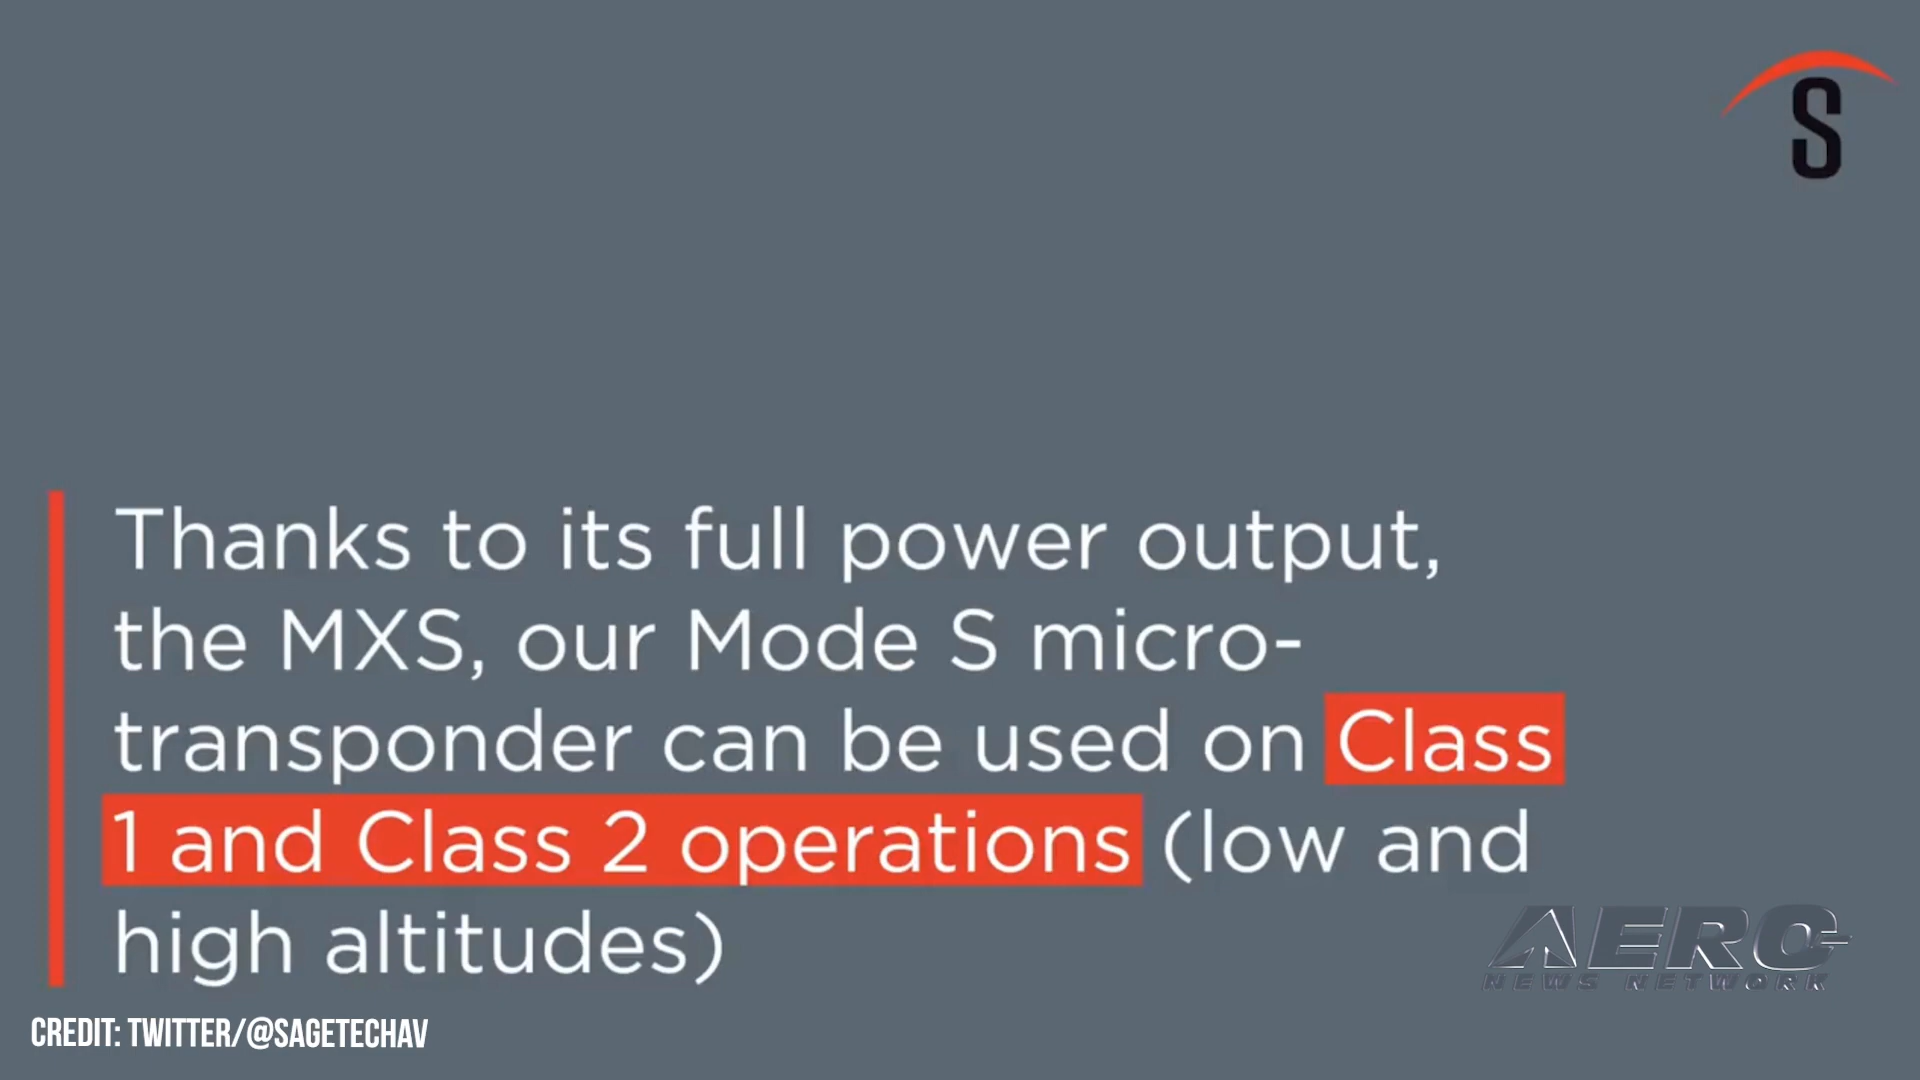 S
Thanks to its full power output,
the MXS, our Mode S micro-
transponder can be used on Class
1 and Class 2 operations (low and
high altitudes)
AERO
NEWS NETWORK
CREDIT: TWITTER/@SAGETECHAV